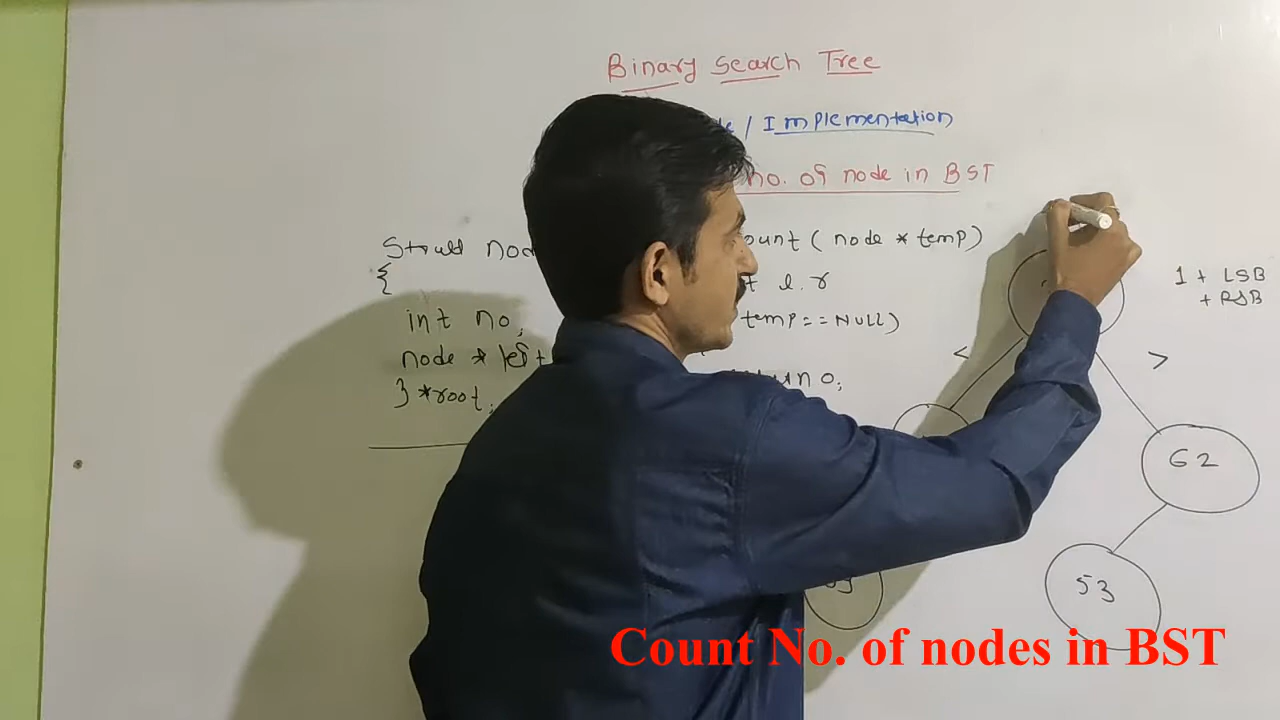 Binary Search Tree
/ Implementation
no. of node in BST
Struct
ount ( node * temp)
{
l, r
1 + LSB
+ RSB
int no;
temp == NULL)
node * left
< >
} *root;
no;
62
53
Count No. of nodes in BST